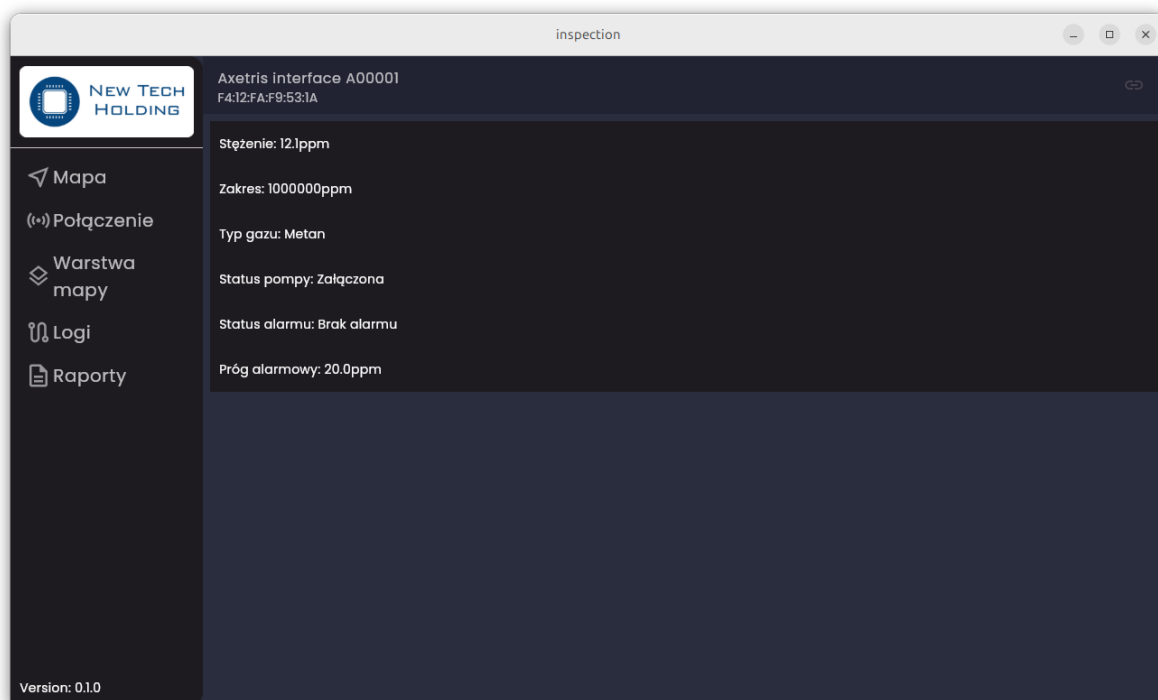 inspection
NEW TECH
HOLDING
Mapa
Połączenie
Warstwa
mapy
Logi
Raporty
Version: 0.1.0
Axetris interface A00001
F4:12:FA:F9:53:1A
Stężenie: 12.1ppm
Zakres: 1000000ppm
Typ gazu: Metan
Status pompy: Załączona
Status alarmu: Brak alarmu
Próg alarmowy: 20.0ppm